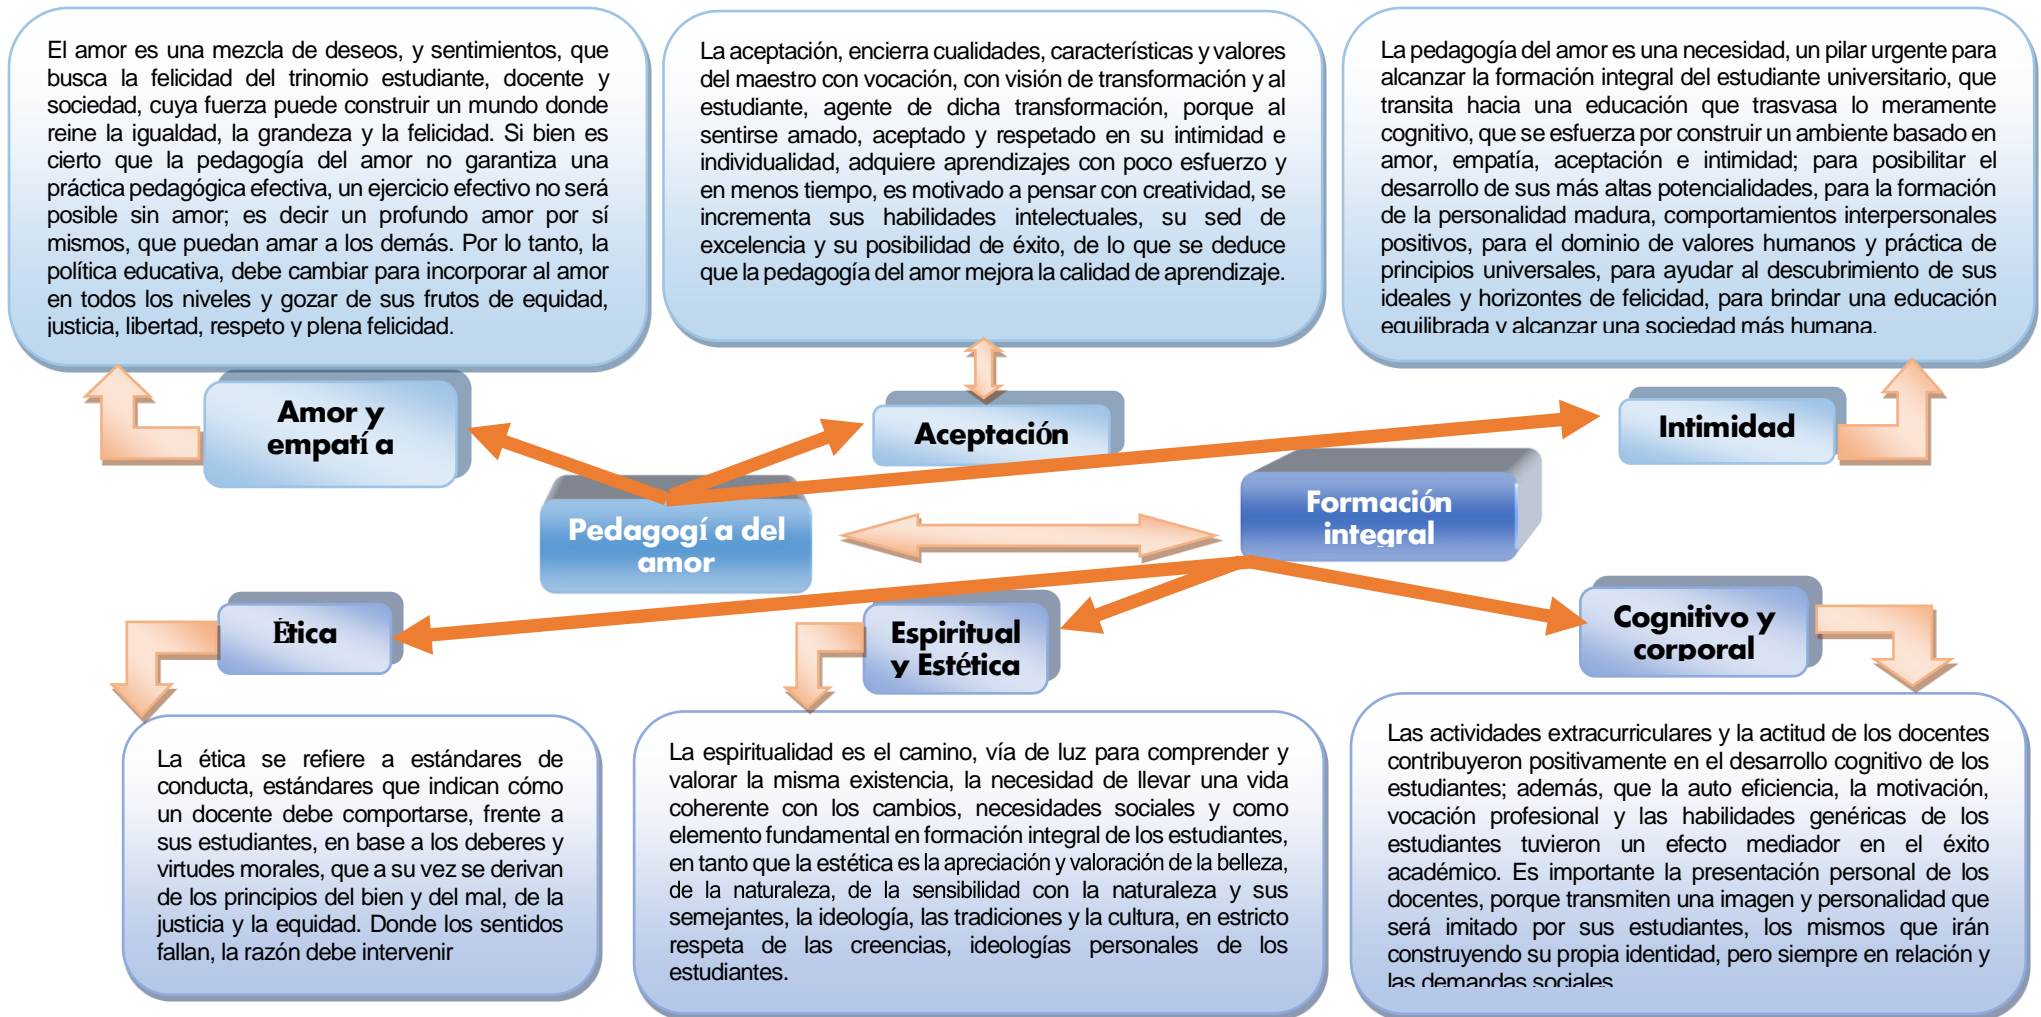 El amor es una mezcla de deseos, y sentimientos, que
busca la felicidad del trinomio estudiante, docente y
sociedad, cuya fuerza puede construir un mundo donde
reine la igualdad, la grandeza y la felicidad. Si bien es
cierto que la pedagogía del amor no garantiza una
práctica pedagógica efectiva, un ejercicio efectivo no será
posible sin amor; es decir un profundo amor por sí
mismos, que puedan amar a los demás. Por lo tanto, la
política educativa, debe cambiar para incorporar al amor
en todos los niveles y gozar de sus frutos de equidad,
justicia, libertad, respeto y plena felicidad.
La aceptación, encierra cualidades, características y valores
del maestro con vocación, con visión de transformación y al
estudiante, agente de dicha transformación, porque al
sentirse amado, aceptado y respetado en su intimidad e
individualidad, adquiere aprendizajes con poco esfuerzo y
en menos tiempo, es motivado a pensar con creatividad, se
incrementa sus habilidades intelectuales, su sed de
excelencia y su posibilidad de éxito, de lo que se deduce
que la pedagogía del amor mejora la calidad de aprendizaje.
La pedagogía del amor es una necesidad, un pilar urgente para
alcanzar la formación integral del estudiante universitario, que
transita hacia una educación que trasvasa lo meramente
cognitivo, que se esfuerza por construir un ambiente basado en
amor, empatía, aceptación e intimidad; para posibilitar el
desarrollo de sus más altas potencialidades, para la formación
de la personalidad madura, comportamientos interpersonales
positivos, para el dominio de valores humanos y práctica de
principios universales, para ayudar al descubrimiento de sus
ideales y horizontes de felicidad, para brindar una educación
equilibrada y alcanzar una sociedad más humana.
Amor y
empatí a
Aceptación
Intimidad
Pedagogí a del
amor
Formación
integral
Ética
Espiritual
y Estética
Cognitivo y
corporal
La ética se refiere a estándares de
conducta, estándares que indican cómo
un docente debe comportarse, frente a
sus estudiantes, en base a los deberes y
virtudes morales, que a su vez se derivan
de los principios del bien y del mal, de la
justicia y la equidad. Donde los sentidos
fallan, la razón debe intervenir
La espiritualidad es el camino, vía de luz para comprender y
valorar la misma existencia, la necesidad de llevar una vida
coherente con los cambios, necesidades sociales y como
elemento fundamental en formación integral de los estudiantes,
en tanto que la estética es la apreciación y valoración de la belleza,
de la naturaleza, de la sensibilidad con la naturaleza y sus
semejantes, la ideología, las tradiciones y la cultura, en estricto
respeta de las creencias, ideologías personales de los
estudiantes.
Las actividades extracurriculares y la actitud de los docentes
contribuyeron positivamente en el desarrollo cognitivo de los
estudiantes; además, que la auto eficiencia, la motivación,
vocación profesional y las habilidades genéricas de los
estudiantes tuvieron un efecto mediador en el éxito
académico. Es importante la presentación personal de los
docentes, porque transmiten una imagen y personalidad que
será imitado por sus estudiantes, los mismos que irán
construyendo su propia identidad, pero siempre en relación y
las demandas sociales